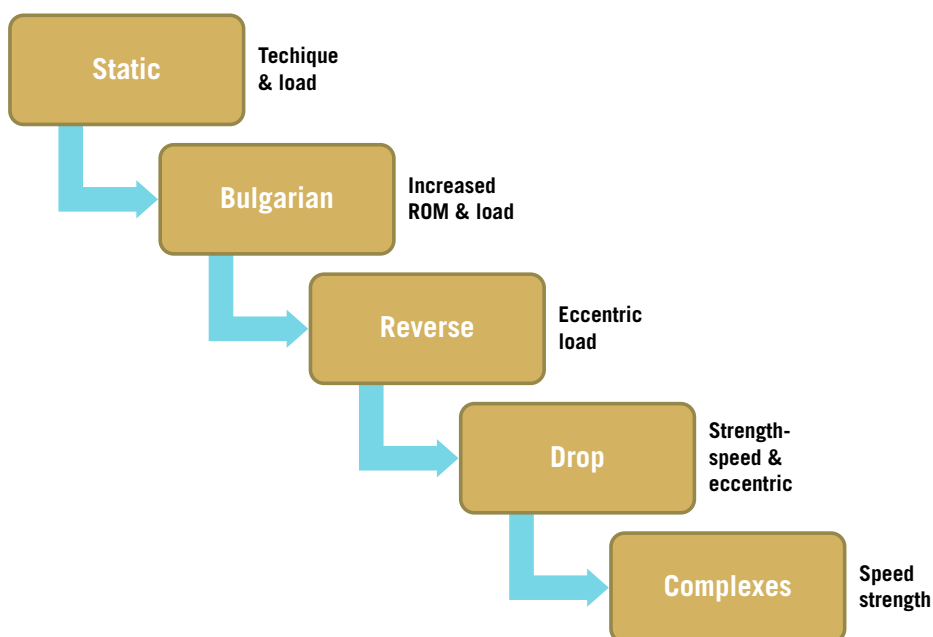 Static
Techique
& load
Bulgarian
Increased
ROM & load
Reverse
Eccentric
load
Drop
Strength-
speed &
eccentric
Complexes
Speed
strength